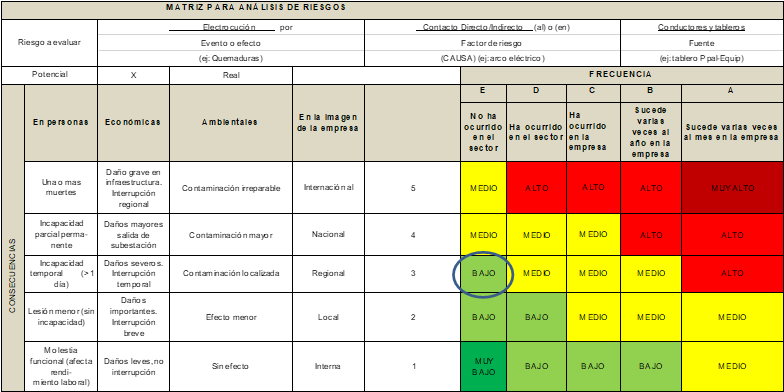 MATRIZ PARA ANÁLISIS DE RIESGOS
Riesgo a evaluar
Electrocución por
Contacto Directo/Indirecto (al) o (en)
Conductores y tableros
Evento o efecto
Factor de riesgo
Fuente
(ej: Quemaduras)
(CAUSA) (ej:arco eléctrico)
(ej:tablero Ppal-Equip)
Potencial X Real
FRECUENCIA
E D C B A
CONSECUENCIAS
En personas
Económicas
Ambientales
En la imagen
de la empresa
No ha
ocurrido
en el
sector
Ha ocurrido
en el sector
Ha
ocurrido
en la
empresa
Sucede
varias
veces al
año en la
empresa
Sucede varias veces
al mes en la empresa
Una o mas
muertes
Daño grave en
infraestructura.
Interrupción
regional
Contaminación irreparable
Internacional
5
MEDIO ALTO ALTO ALTO MUY ALTO
Incapacidad
parcial perma-
nente
Daños mayores
salida de
subestación
Contaminación mayor
Nacional
4
MEDIO MEDIO MEDIO ALTO ALTO
Incapacidad
temporal (> 1
día)
Daños severos.
Interrupción
temporal
Contaminación localizada
Regional
3
BAJO MEDIO MEDIO MEDIO ALTO
Lesión menor (sin
incapacidad)
Daños
importantes.
Interrupción
breve
Efecto menor
Local
2
BAJO BAJO MEDIO MEDIO MEDIO
Molestia
funcional (afecta
rendi-
miento laboral)
Daños leves, no
interrupción
Sin efecto
Interna
1
MUY
BAJO
BAJO BAJO BAJO MEDIO